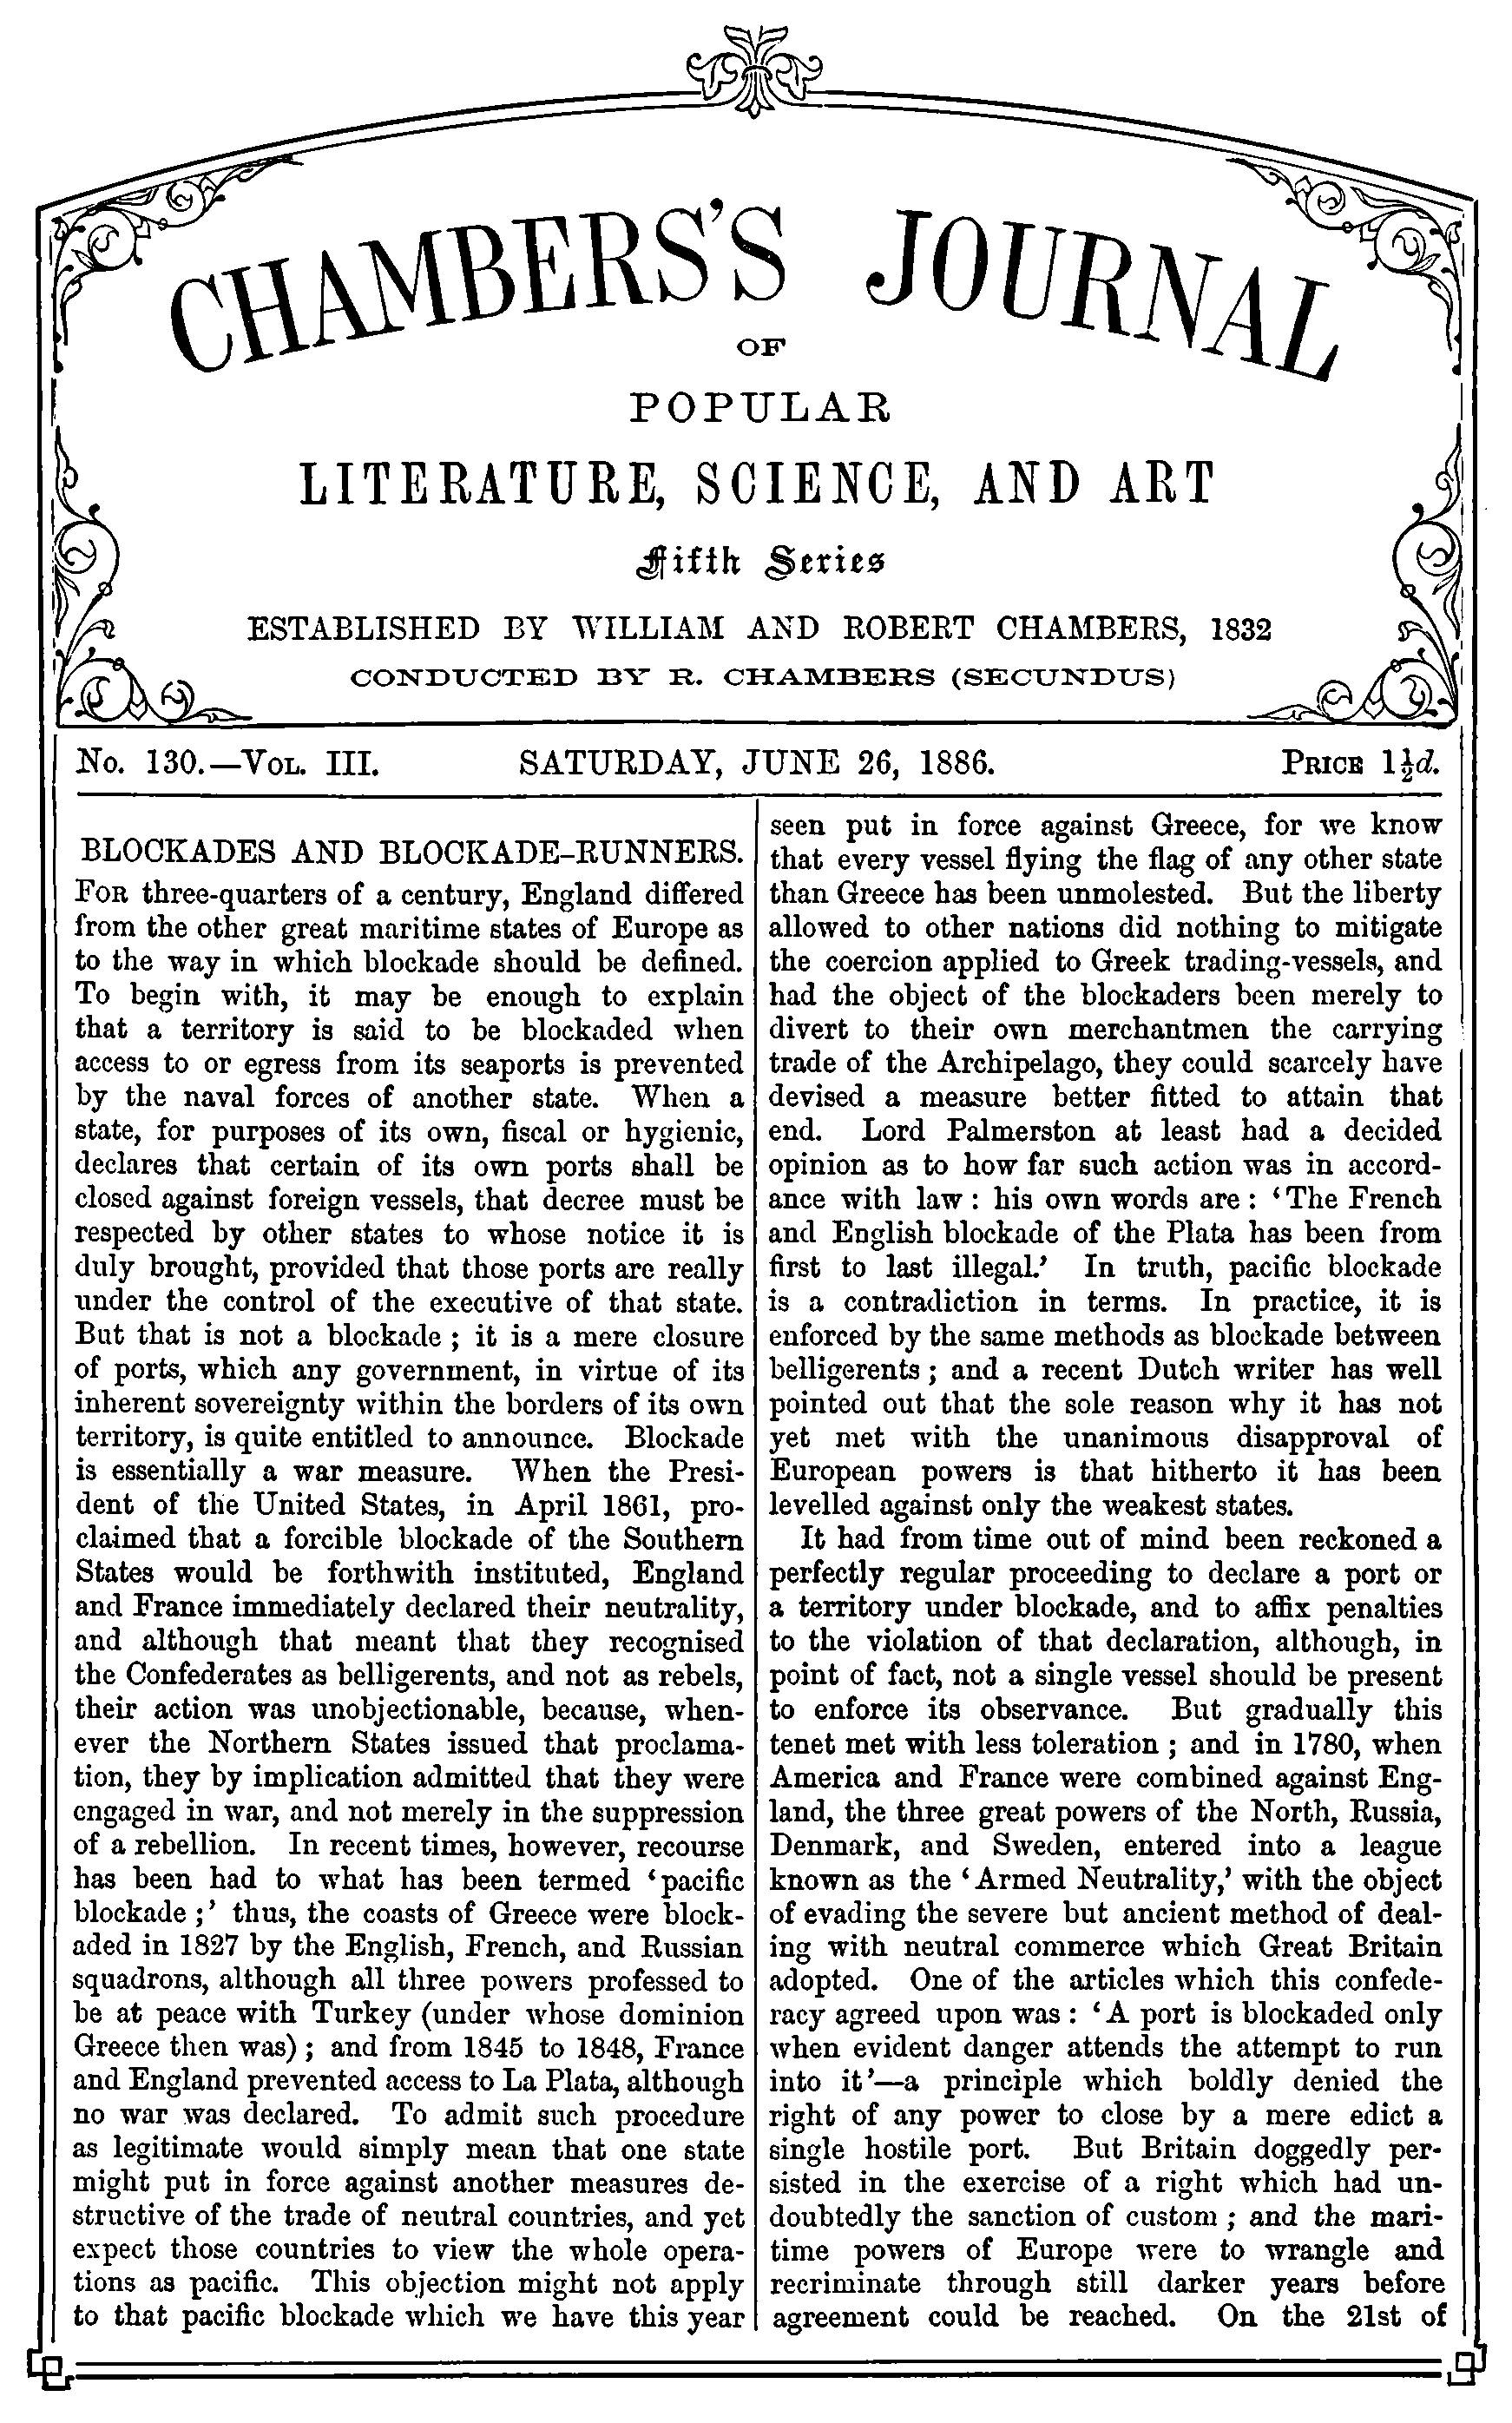 CHAMBERS'S JOURNAL
OF
POPULAR
LITERATURE, SCIENCE, AND ART
Fifth Series
ESTABLISHED BY WILLIAM AND ROBERT CHAMBERS, 1832
CONDUCTED BY R. CHAMBERS (SECUNDUS)
No. 130.—Vol. III. SATURDAY, JUNE 26, 1886. Price 1½d.
BLOCKADES AND BLOCKADE-RUNNERS.
For three-quarters of a century, England differed
from the other great maritime states of Europe as
to the way in which blockade should be defined.
To begin with, it may be enough to explain
that a territory is said to be blockaded when
access to or egress from its seaports is prevented
by the naval forces of another state. When a
state, for purposes of its own, fiscal or hygienic,
declares that certain of its own ports shall be
closed against foreign vessels, that decree must be
respected by other states to whose notice it is
duly brought, provided that those ports are really
under the control of the executive of that state.
But that is not a blockade; it is a mere closure
of ports, which any government, in virtue of its
inherent sovereignty within the borders of its own
territory, is quite entitled to announce. Blockade
is essentially a war measure. When the Presi-
dent of the United States, in April 1861, pro-
claimed that a forcible blockade of the Southern
States would be forthwith instituted, England
and France immediately declared their neutrality,
and although that meant that they recognised
the Confederates as belligerents, and not as rebels,
their action was unobjectionable, because, when-
ever the Northern States issued that proclama-
tion, they by implication admitted that they were
engaged in war, and not merely in the suppression
of a rebellion. In recent times, however, recourse
has been had to what has been termed 'pacific
blockade;' thus, the coasts of Greece were block-
aded in 1827 by the English, French, and Russian
squadrons, although all three powers professed to
be at peace with Turkey (under whose dominion
Greece then was); and from 1845 to 1848, France
and England prevented access to La Plata, although
no war was declared. To admit such procedure
as legitimate would simply mean that one state
might put in force against another measures de-
structive of the trade of neutral countries, and yet
expect those countries to view the whole opera-
tions as pacific. This objection might not apply
to that pacific blockade which we have this year
seen put in force against Greece, for we know
that every vessel flying the flag of any other state
than Greece has been unmolested. But the liberty
allowed to other nations did nothing to mitigate
the coercion applied to Greek trading-vessels, and
had the object of the blockaders been merely to
divert to their own merchantmen the carrying
trade of the Archipelago, they could scarcely have
devised a measure better fitted to attain that
end. Lord Palmerston at least had a decided
opinion as to how far such action was in accord-
ance with law: his own words are: 'The French
and English blockade of the Plata has been from
first to last illegal.' In truth, pacific blockade
is a contradiction in terms. In practice, it is
enforced by the same methods as blockade between
belligerents; and a recent Dutch writer has well
pointed out that the sole reason why it has not
yet met with the unanimous disapproval of
European powers is that hitherto it has been
levelled against only the weakest states.
It had from time out of mind been reckoned a
perfectly regular proceeding to declare a port or
a territory under blockade, and to affix penalties
to the violation of that declaration, although, in
point of fact, not a single vessel should be present
to enforce its observance. But gradually this
tenet met with less toleration; and in 1780, when
America and France were combined against Eng-
land, the three great powers of the North, Russia,
Denmark, and Sweden, entered into a league
known as the 'Armed Neutrality,' with the object
of evading the severe but ancient method of deal-
ing with neutral commerce which Great Britain
adopted. One of the articles which this confede-
racy agreed upon was: 'A port is blockaded only
when evident danger attends the attempt to run
into it'—a principle which boldly denied the
right of any power to close by a mere edict a
single hostile port. But Britain doggedly per-
sisted in the exercise of a right which had un-
doubtedly the sanction of custom; and the mari-
time powers of Europe were to wrangle and
recriminate through still darker years before
agreement could be reached. On the 21st of